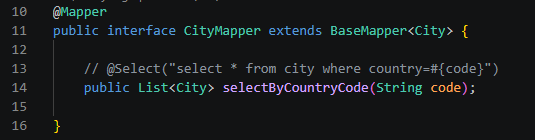 10 @Mapper
11 public interface CityMapper extends BaseMapper<City> {
12
13 // @Select("select * from city where country=#{code}")
14 public List<City> selectByCountryCode(String code);
15
16 }